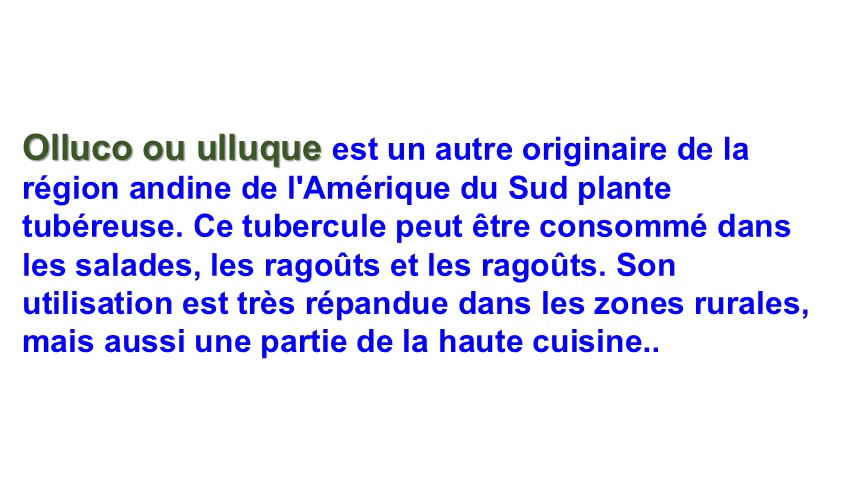 Olluco ou ulluque est un autre originaire de la
région andine de l'Amérique du Sud plante
tubéreuse. Ce tubercule peut être consommé dans
les salades, les ragoûts et les ragoûts. Son
utilisation est très répandue dans les zones rurales,
mais aussi une partie de la haute cuisine..